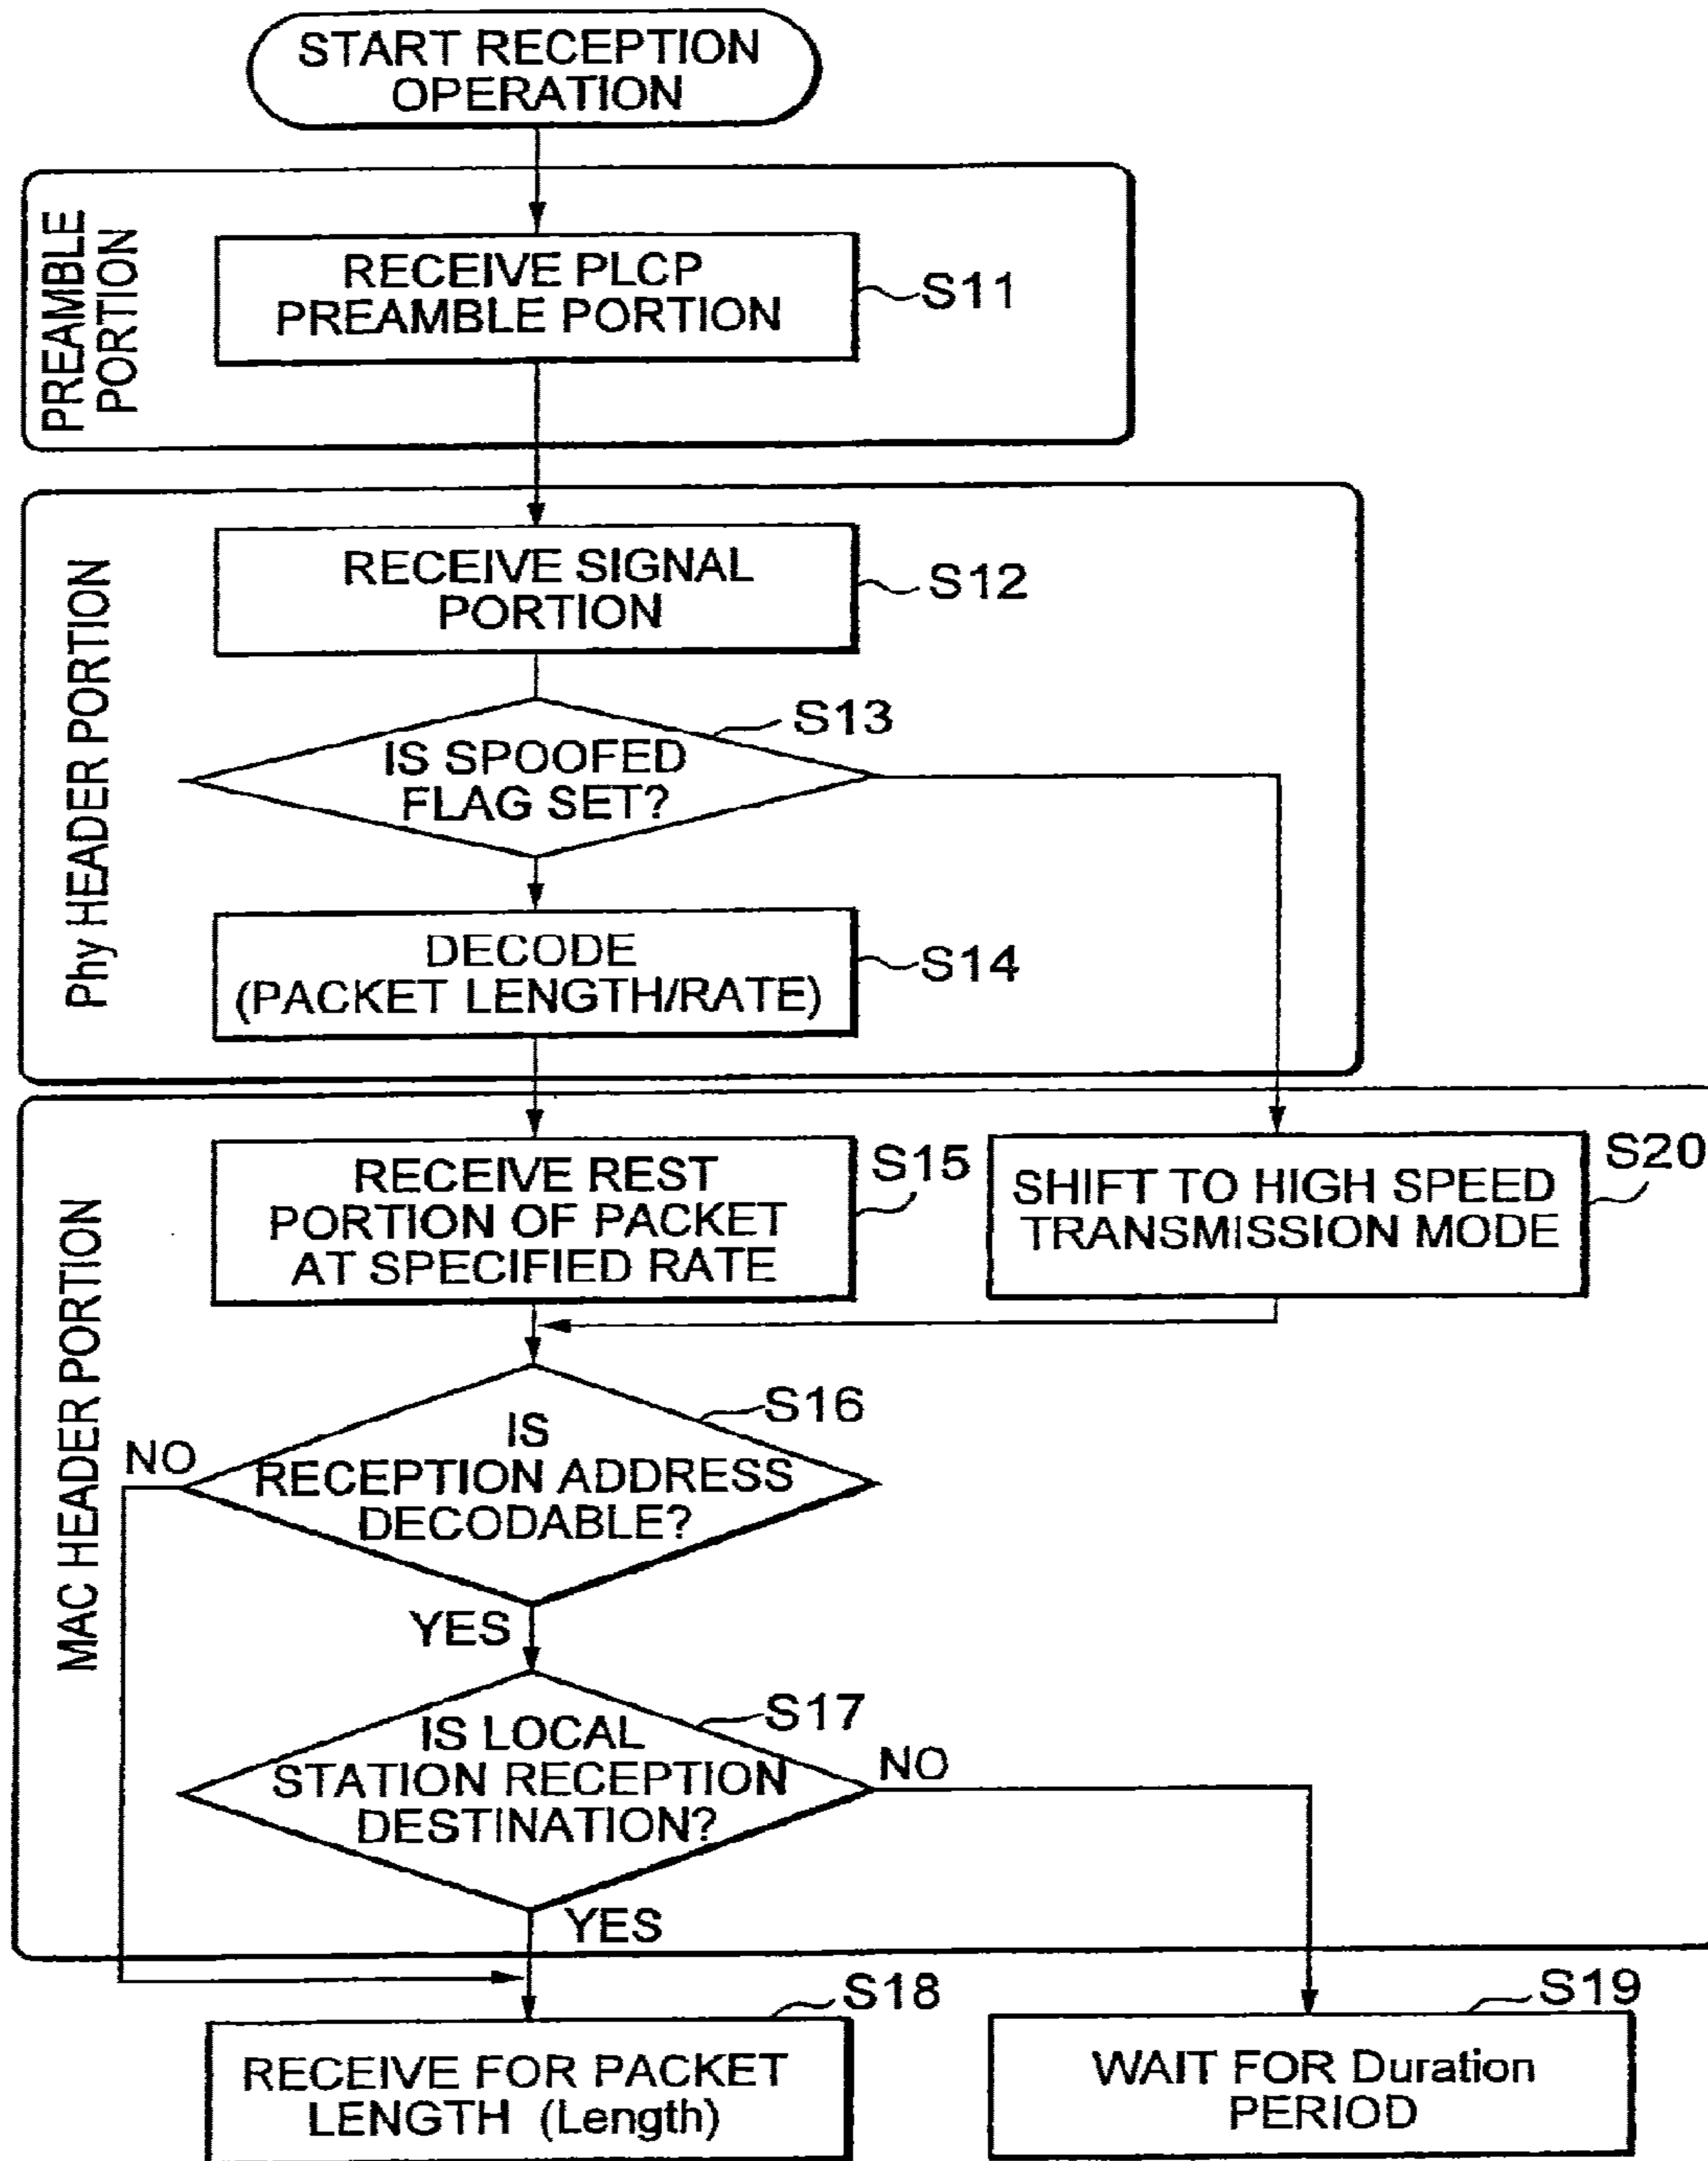 START RECEPTION
OPERATION
PREAMBLE
PORTION
RECEIVE PLCP
PREAMBLE PORTION
S11
Phy HEADER PORTION
RECEIVE SIGNAL
PORTION
S12
S13
IS SPOOFED
FLAG SET?
DECODE
(PACKET LENGTH/RATE)
S14
MAC HEADER PORTION
RECEIVE REST
PORTION OF PACKET
AT SPECIFIED RATE
S15
SHIFT TO HIGH SPEED
TRANSMISSION MODE
S20
S16
NO
IS
RECEPTION ADDRESS
DECODABLE?
YES
S17
IS LOCAL
STATION RECEPTION
DESTINATION?
NO
YES
S18
RECEIVE FOR PACKET
LENGTH (Length)
S19
WAIT FOR Duration
PERIOD